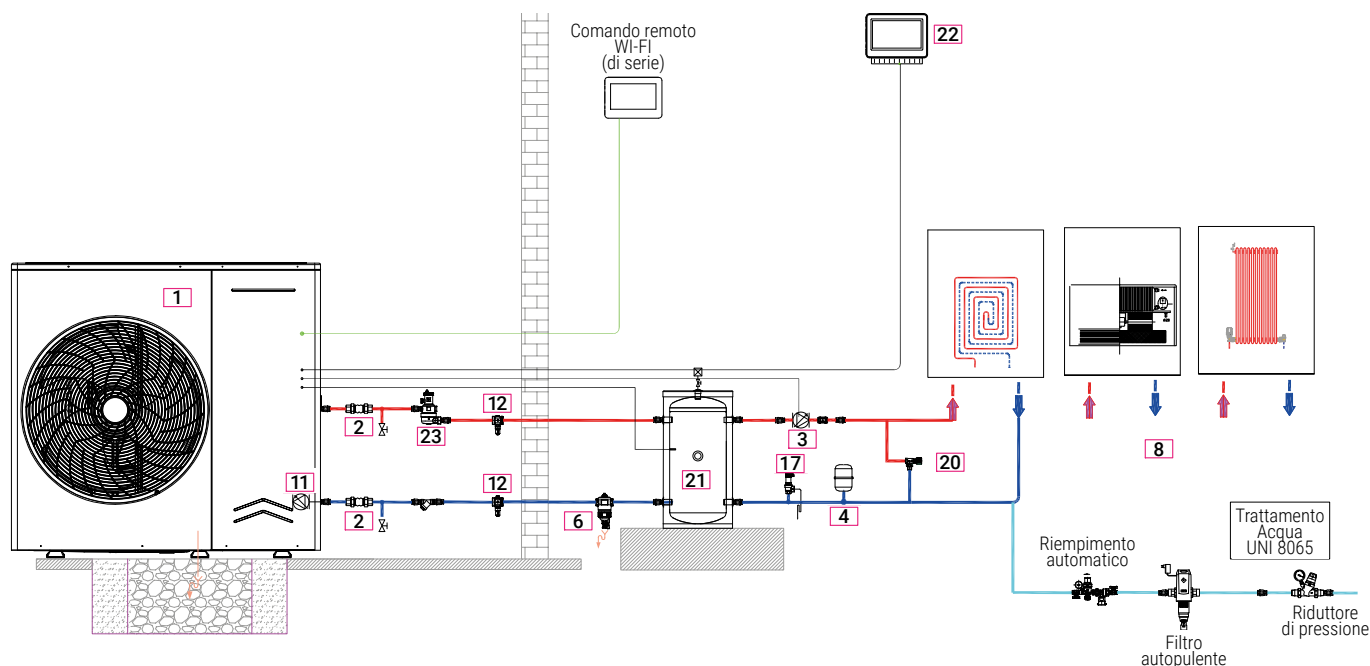 Comando remoto
WI-FI
(di serie)
22
1
12
2
23
3
17
20
8
11
12
21
2
6
4
Trattamento
Acqua
UNI 8065
Riempimento
automatico
Riduttore
di pressione
Filtro
autopulente